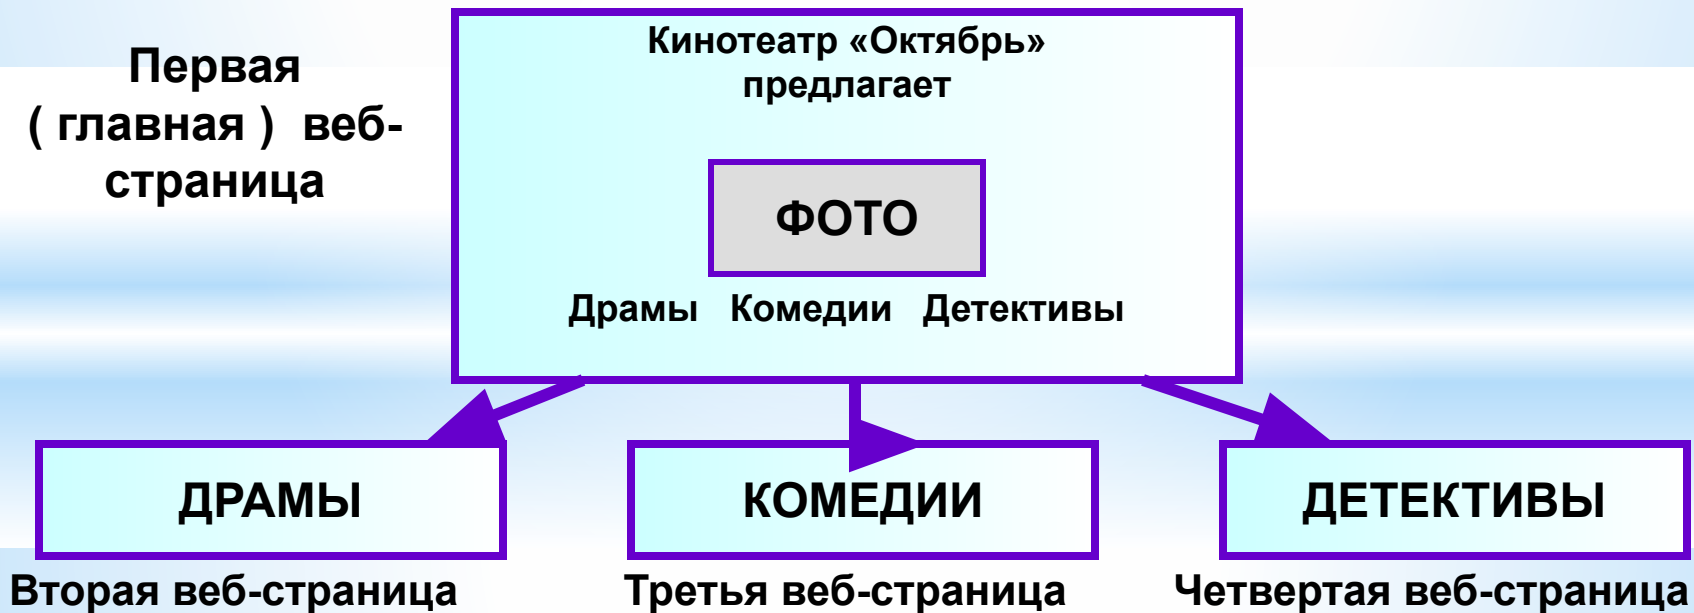 Первая
( главная ) веб-
страница
Кинотеатр «Октябрь»
предлагает
ФОТО
Драмы Комедии Детективы
ДРАМЫ
КОМЕДИИ
ДЕТЕКТИВЫ
Вторая веб-страница
Третья веб-страница
Четвертая веб-страница